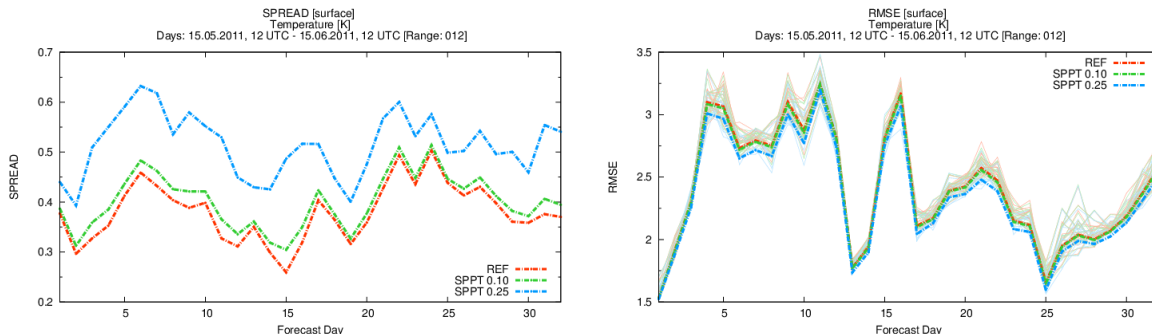 SPREAD [surface]
Temperature [K]
Days: 15.05.2011, 12 UTC - 15.06.2011, 12 UTC [Range: 012]
0.7
0.6
0.5
0.4
0.3
0.2
SPREAD
REF
SPPT 0.10
SPPT 0.25
5
10
15
20
25
30
Forecast Day
RMSE [surface]
Temperature [K]
Days: 15.05.2011, 12 UTC - 15.06.2011, 12 UTC [Range: 012]
3.5
3
2.5
2
1.5
RMSE
REF
SPPT 0.10
SPPT 0.25
5
10
15
20
25
30
Forecast Day